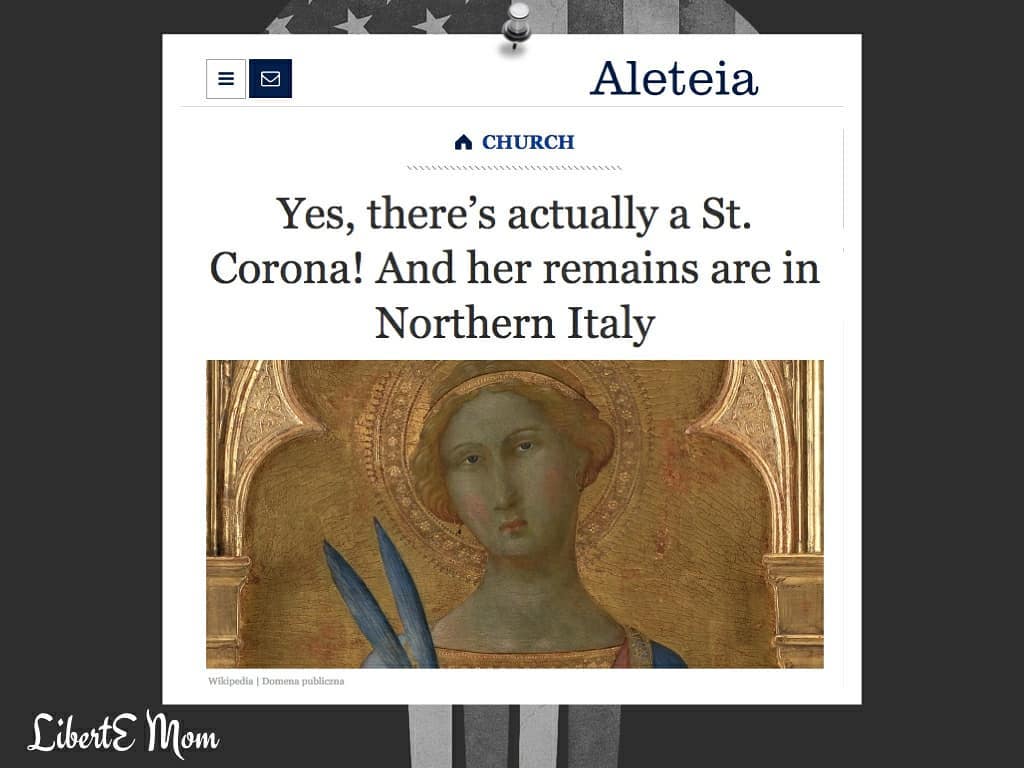 Aleteia
CHURCH
Yes, there’s actually a St.
Corona! And her remains are in
Northern Italy
Wikipedia | Domena publiczna
LibertE Mom